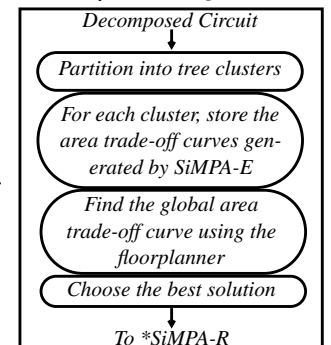 Decomposed Circuit
Partition into tree clusters
For each cluster, store the
area trade-off curves gen-
erated by SiMPA-E
Find the global area
trade-off curve using the
floorplanner
Choose the best solution
To *SiMPA-R